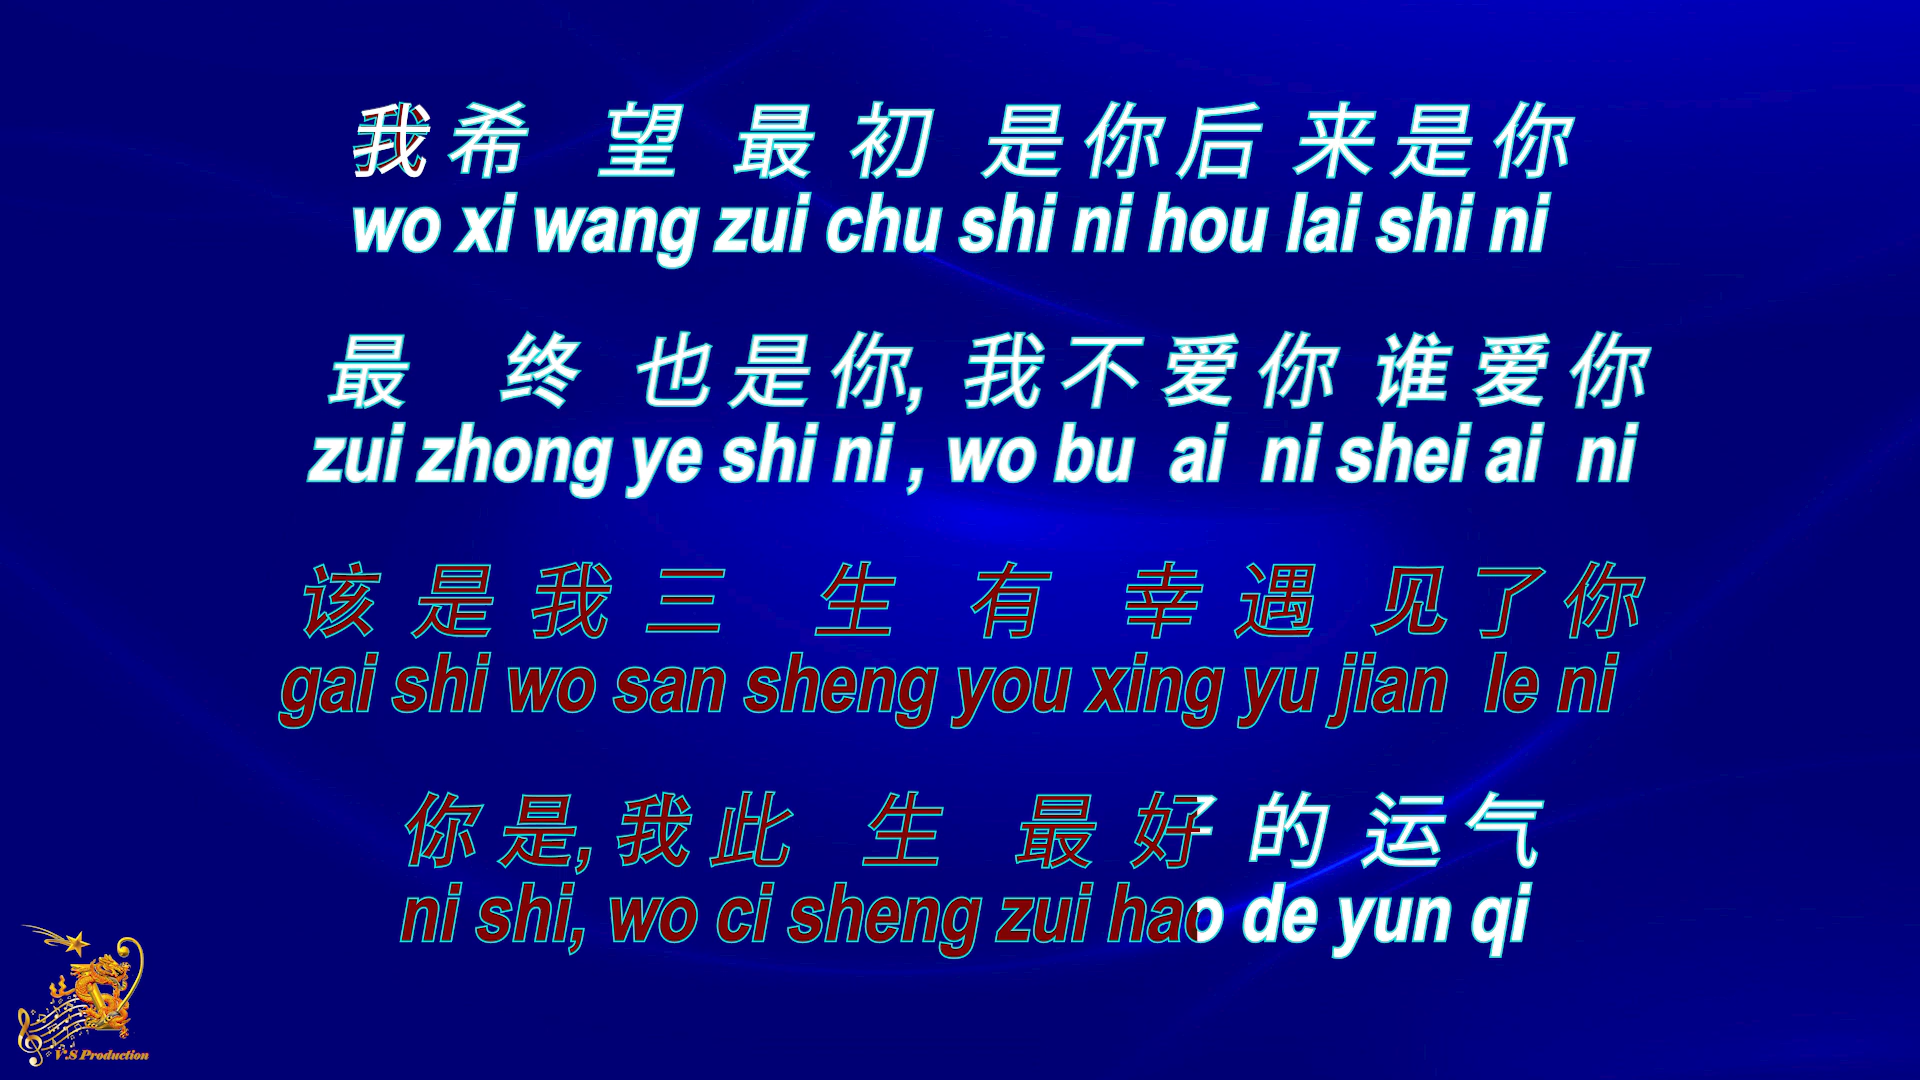 我希望最初是你后来是你
wo xi wang zui chu shi ni hou lai shi ni
最终也是你, 我不爱你谁爱你
zui zhong ye shi ni , wo bu ai ni shei ai ni
该是我三生有幸遇见了你
gai shi wo san sheng you xing yu jian le ni
你是, 我此生最好的运气
ni shi, wo ci sheng zui hao de yun qi
V.S Production